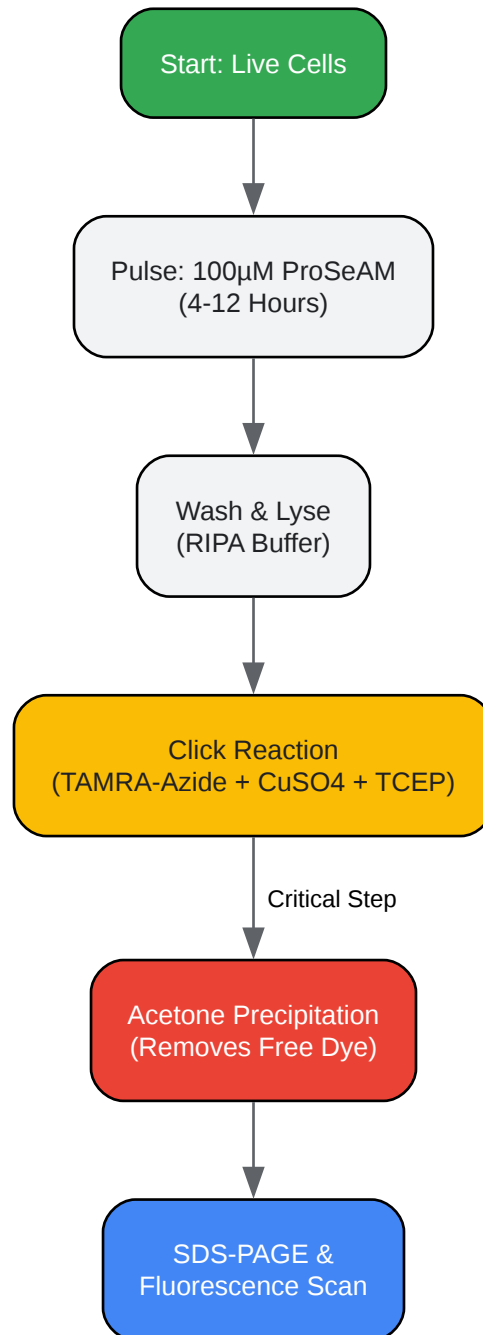 Start: Live Cells
Pulse: 100µM ProSeAM
(4-12 Hours)
Wash & Lyse
(RIPA Buffer)
Click Reaction
(TAMRA-Azide + CuSO4 + TCEP)
Critical Step
Acetone Precipitation
(Removes Free Dye)
SDS-PAGE &
Fluorescence Scan